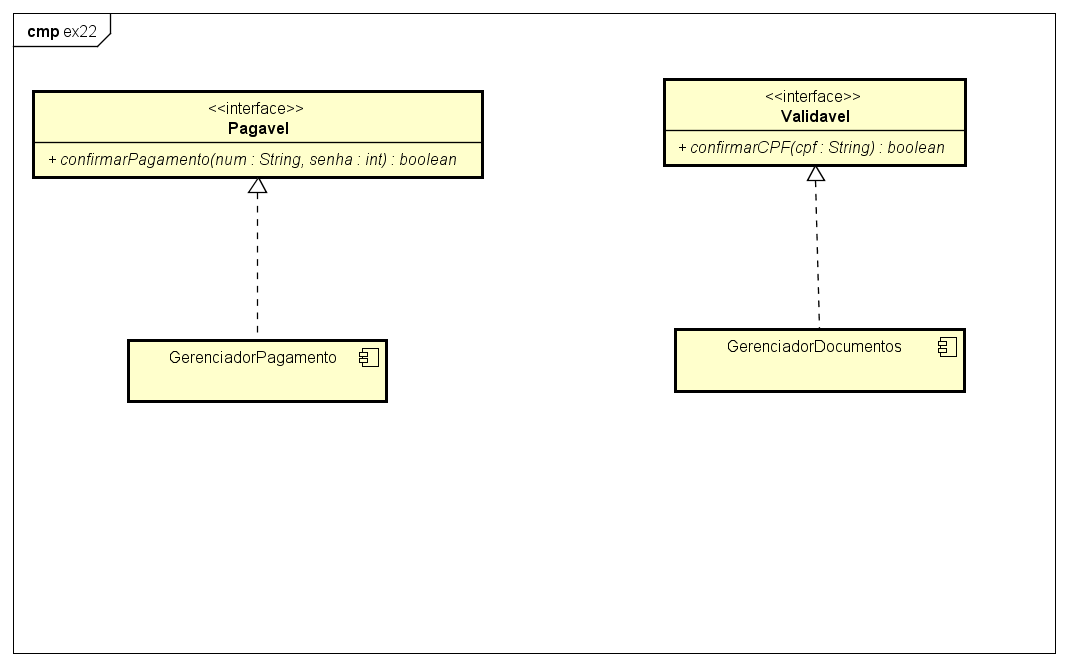 cmp ex22
<<interface>>
Pagavel
+ confirmarPagamento(num : String, senha : int) : boolean
<<interface>>
Validavel
+ confirmarCPF(cpf : String) : boolean
GerenciadorPagamento
GerenciadorDocumentos